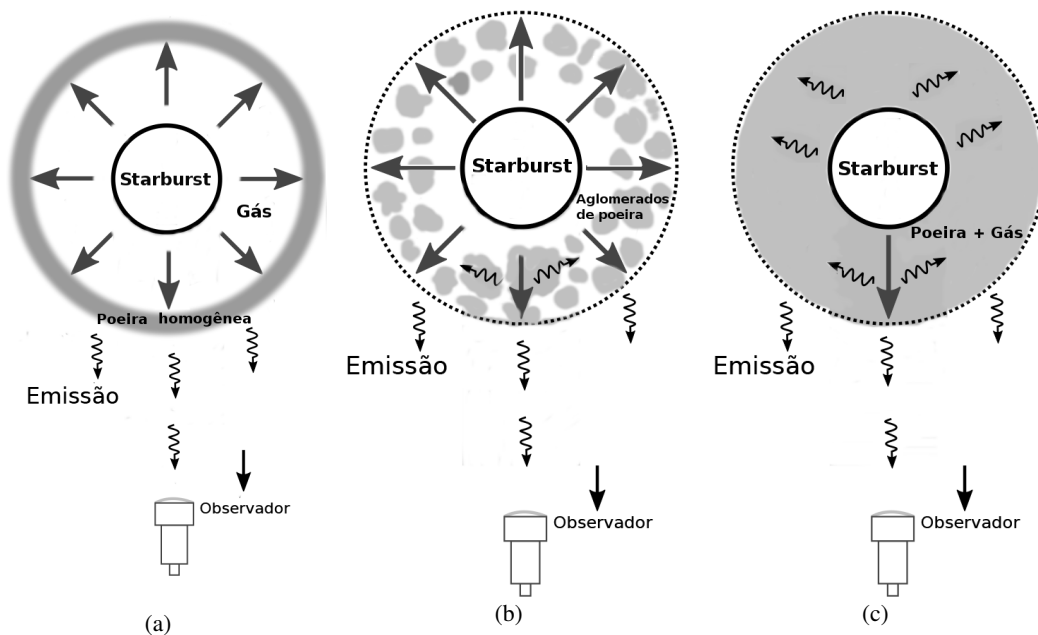 Starburst
Gás
Poeira homogênea
Emissão
Observador
(a)
Starburst
Aglomerados
de poeira
Emissão
Observador
(b)
Starburst
Poeira + Gás
Emissão
Observador
(c)